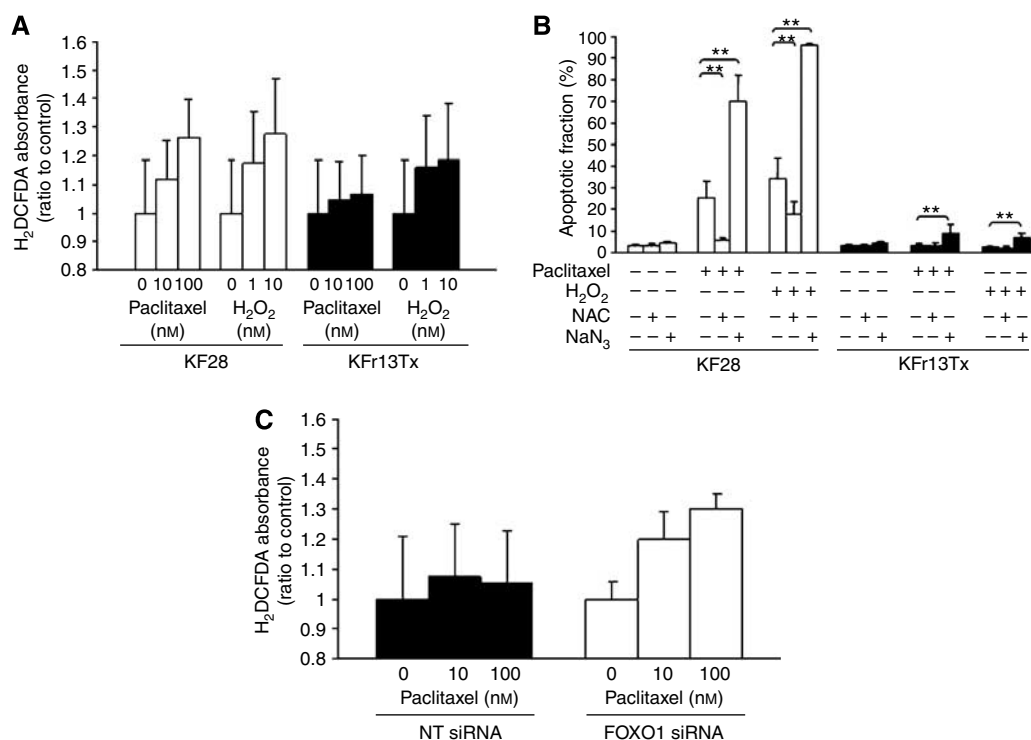 A
H2DCFDA absorbance
(ratio to control)
1.6
1.5
1.4
1.3
1.2
1.1
1
0.9
0.8
0 10 100 0 1 10 0 10 100 0 1 10
Paclitaxel H2O2 Paclitaxel H2O2
(nM) (nM) (nM) (nM)
KF28 KFr13Tx
B
Apoptotic fraction (%)
100
90
80
70
60
50
40
30
20
10
0
** ** ** ** ** **
Paclitaxel − − − + + + − − − − − − + + + − − −
H2O2 − − − − − − + + + − − − − − − + + +
NAC − + − − + − − + − − + − − + − − + −
NaN3 − − + − − + − − + − − + − − + − − +
KF28 KFr13Tx
C
H2DCFDA absorbance
(ratio to control)
1.6
1.5
1.4
1.3
1.2
1.1
1
0.9
0.8
0 10 100 0 10 100
Paclitaxel (nM) Paclitaxel (nM)
NT siRNA FOXO1 siRNA